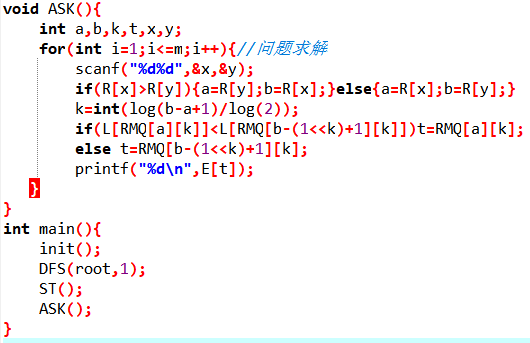 void ASK(){
    int a,b,k,t,x,y;
    for(int i=1;i<=m;i++){//问题求解
        scanf("%d%d",&x,&y);
        if(R[x]>R[y]){a=R[y];b=R[x];}else{a=R[x];b=R[y];}
        k=int(log(b-a+1)/log(2));
        if(L[RMQ[a][k]]<L[RMQ[b-(1<<k)+1][k]])t=RMQ[a][k];
        else t=RMQ[b-(1<<k)+1][k];
        printf("%d\n",E[t]);
    }
}
int main(){
    init();
    DFS(root,1);
    ST();
    ASK();
}